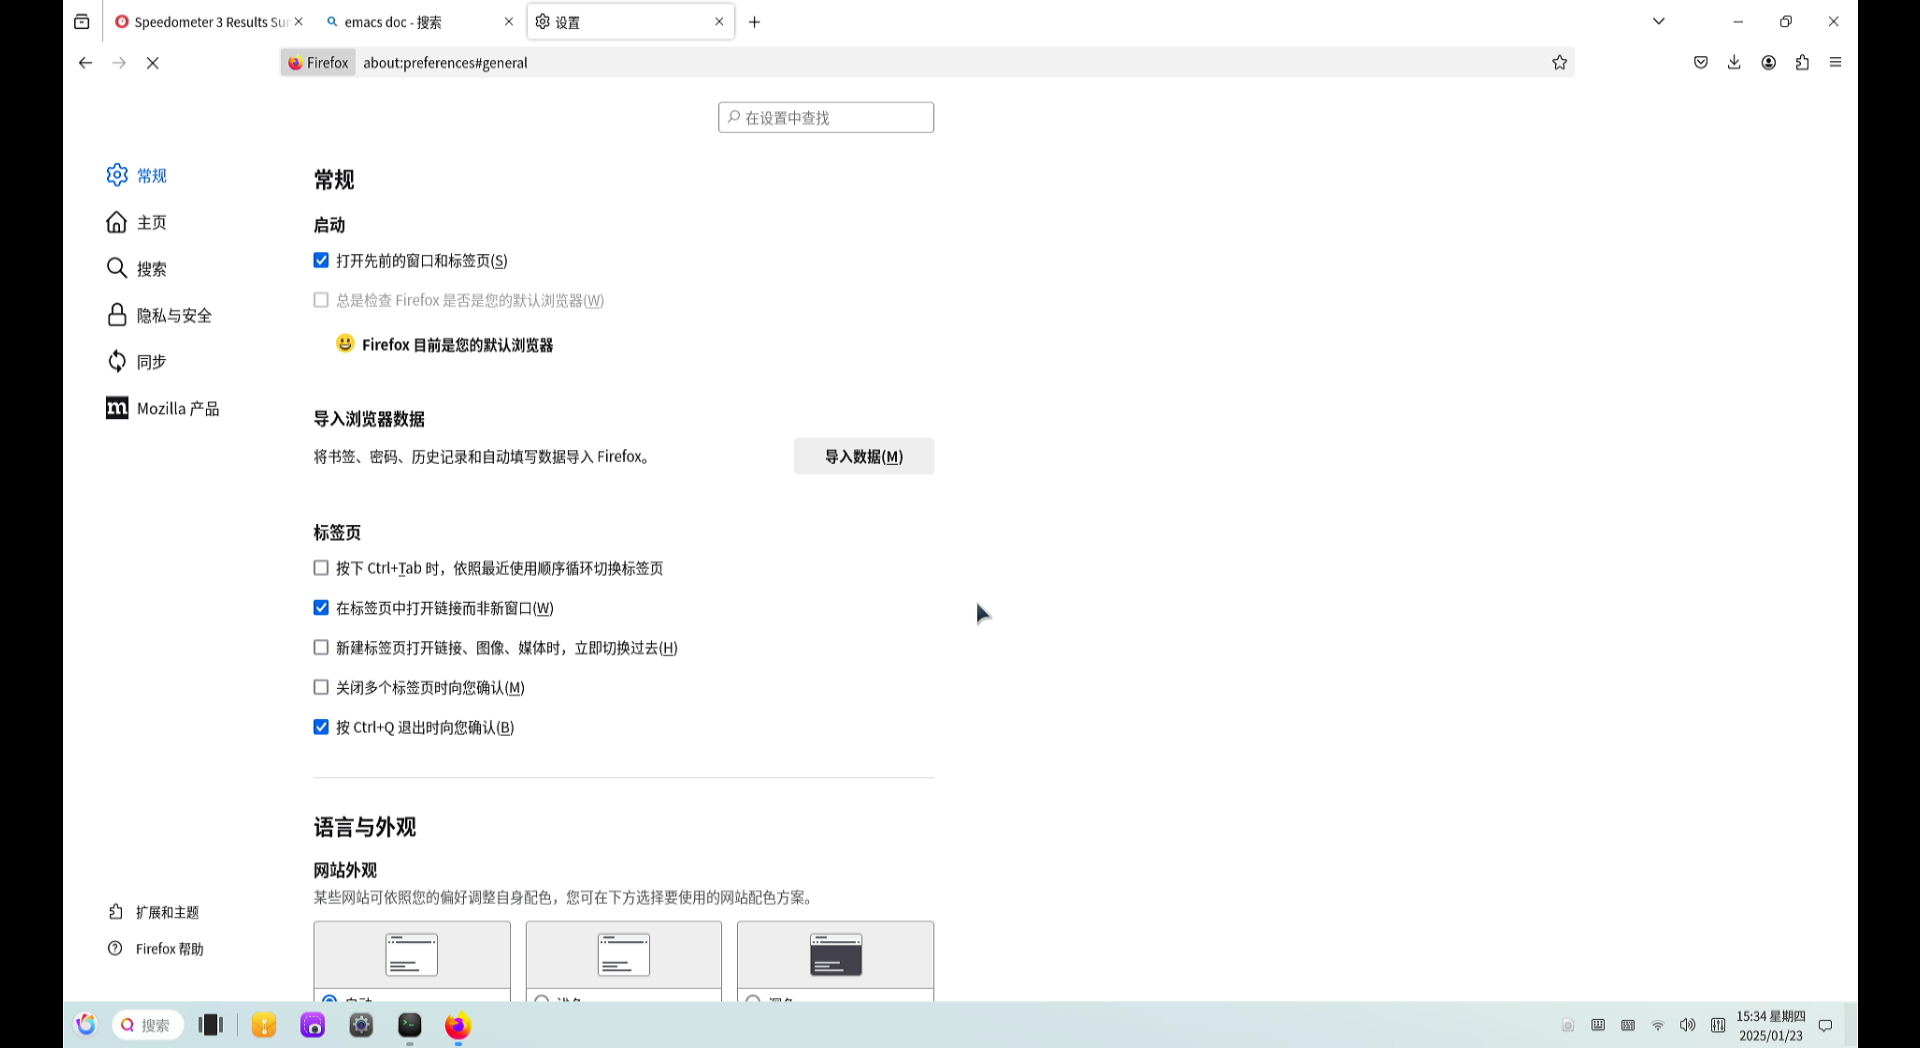 Speedometer 3 Results Su
emacs doc - 搜索
设置
Firefox
about:preferences#general
在设置中查找
常规
主页
搜索
隐私与安全
同步
Mozilla 产品
扩展和主题
Firefox 帮助
常规
启动
打开先前的窗口和标签页(S)
总是检查 Firefox 是否是您的默认浏览器(W)
Firefox 目前是您的默认浏览器
导入浏览器数据
将书签、密码、历史记录和自动填写数据导入 Firefox。
导入数据(M)
标签页
按下 Ctrl+Tab 时，依照最近使用顺序循环切换标签页
在标签页中打开链接而非新窗口(W)
新建标签页打开链接、图像、媒体时，立即切换过去(H)
关闭多个标签页时向您确认(M)
按 Ctrl+Q 退出时向您确认(B)
语言与外观
网站外观
某些网站可依照您的偏好调整自身配色，您可在下方选择要使用的网站配色方案。
搜索
15:34 星期四
2025/01/23